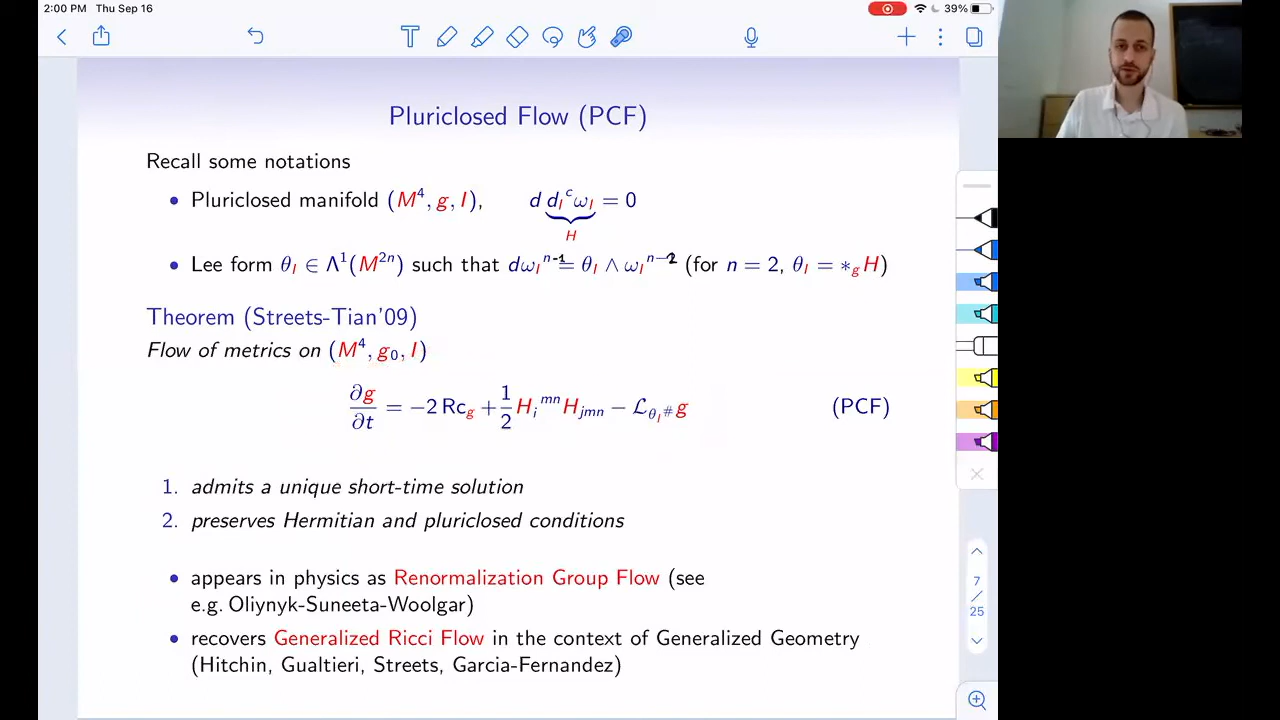 2:00 PM Thu Sep 16
39%
T
Pluriclosed Flow (PCF)
Recall some notations
• Pluriclosed manifold (M⁴, g, I), d d_I^c ω_I = 0
H
• Lee form θ_I ∈ Λ¹(M²ⁿ) such that dω_I^{n-1} = θ_I ∧ ω_I^{n-2} (for n = 2, θ_I = *_g H)
Theorem (Streets-Tian'09)
Flow of metrics on (M⁴, g₀, I)
∂g/∂t = −2 Rc_g + 1/2 H_i^{mn} H_{jmn} − ℒ_{θ_I^#} g (PCF)
1. admits a unique short-time solution
2. preserves Hermitian and pluriclosed conditions
• appears in physics as Renormalization Group Flow (see
e.g. Oliynyk-Suneeta-Woolgar)
• recovers Generalized Ricci Flow in the context of Generalized Geometry
(Hitchin, Gualtieri, Streets, Garcia-Fernandez)
7
/
25